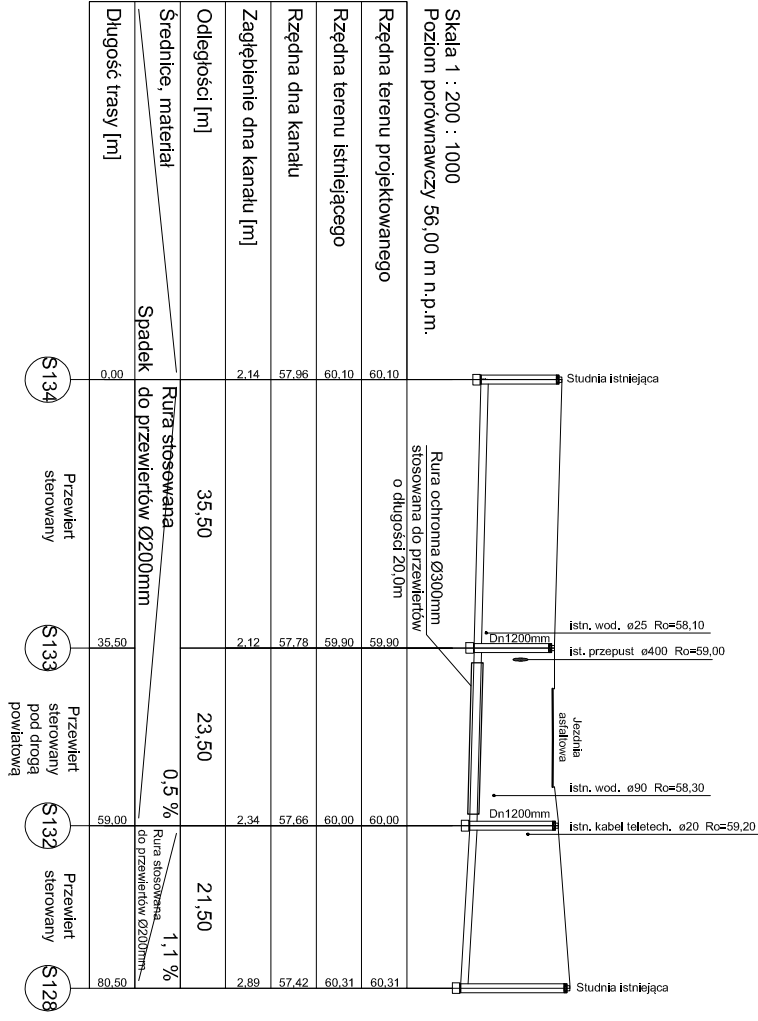 Skala 1 : 200 : 1000
Poziom porównawczy 56,00 m n.p.m.
Studnia istniejąca
istn. wod. ø25 Ro=58,10
Dn1200mm
ist. przepust ø400 Ro=59,00
Jezdnia
asfaltowa
istn. wod. ø90 Ro=58,30
Dn1200mm
istn. kabel teletech. ø20 Ro=59,20
Studnia istniejąca
Rura ochronna Ø300mm
stosowana do przewiertów
o długości 20,0m
Rzędna terenu projektowanego
60,10
59,90
60,00
60,31
Rzędna terenu istniejącego
60,10
59,90
60,00
60,31
Rzędna dna kanału
57,96
57,78
57,66
57,42
Zagłębienie dna kanału [m]
2,14
2,12
2,34
2,89
Odległości [m]
35,50
23,50
21,50
Średnice, materiał
Spadek
Rura stosowana
do przewiertów Ø200mm
0,5 %
Rura stosowana
do przewiertów Ø200mm
1,1 %
Długość trasy [m]
0,00
35,50
59,00
80,50
S134
Przewiert
sterowany
S133
Przewiert
sterowany
pod drogą
powiatową
S132
Przewiert
sterowany
S128